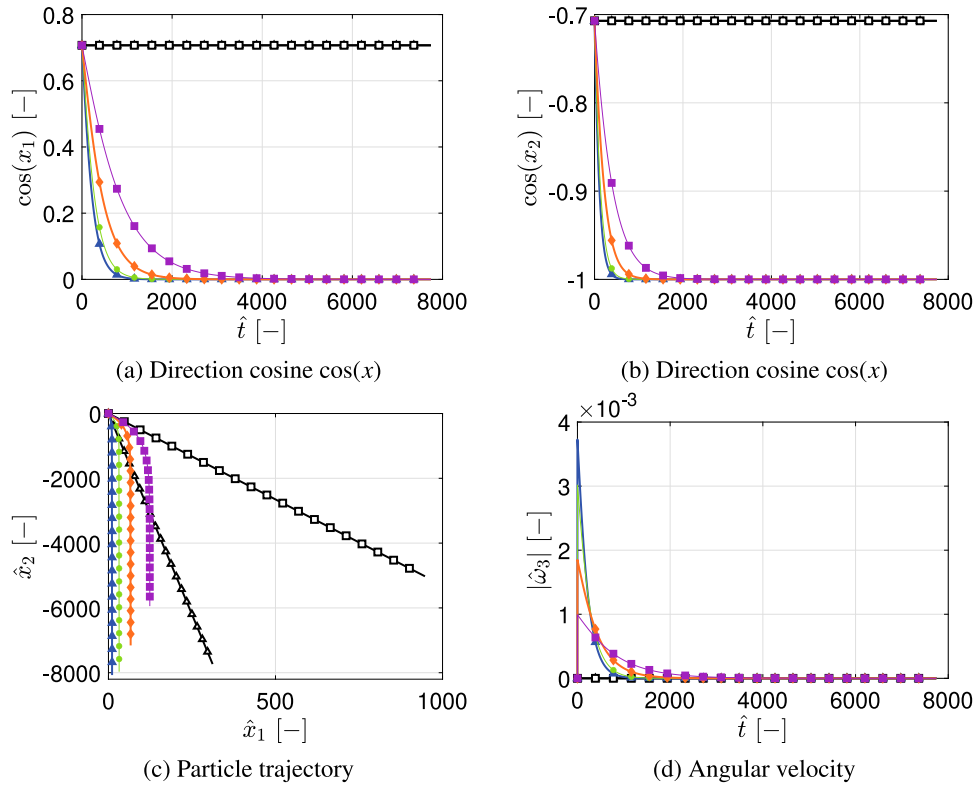 0.8
0.6
0.4
0.2
0
cos(x₁) [−]
0 2000 4000 6000 8000
t̂ [−]
(a) Direction cosine cos(x)
-0.7
-0.8
-0.9
-1
cos(x₂) [−]
0 2000 4000 6000 8000
t̂ [−]
(b) Direction cosine cos(x)
0
-2000
-4000
-6000
-8000
x̂₂ [−]
0 500 1000
x̂₁ [−]
(c) Particle trajectory
×10⁻³
4
3
2
1
0
|ω̂₃| [−]
0 2000 4000 6000 8000
t̂ [−]
(d) Angular velocity